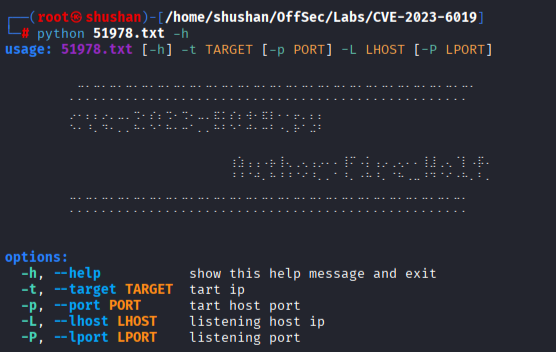 ┌──(root㉿shushan)-[/home/shushan/OffSec/Labs/CVE-2023-6019]
└─# python 51978.txt -h
usage: 51978.txt [-h] -t TARGET [-p PORT] -L LHOST [-P LPORT]
options:
-h, --help show this help message and exit
-t, --target TARGET tart ip
-p, --port PORT tart host port
-L, --lhost LHOST listening host ip
-P, --lport LPORT listening port